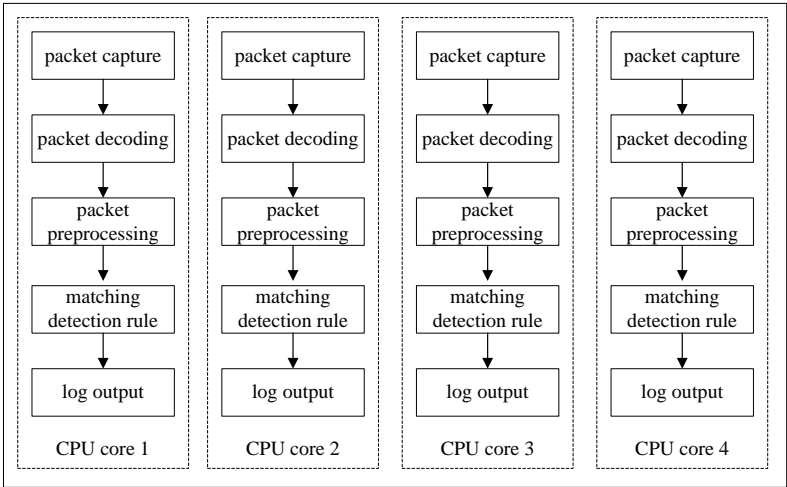 packet capture
packet decoding
packet
preprocessing
matching
detection rule
log output
CPU core 1
packet capture
packet decoding
packet
preprocessing
matching
detection rule
log output
CPU core 2
packet capture
packet decoding
packet
preprocessing
matching
detection rule
log output
CPU core 3
packet capture
packet decoding
packet
preprocessing
matching
detection rule
log output
CPU core 4